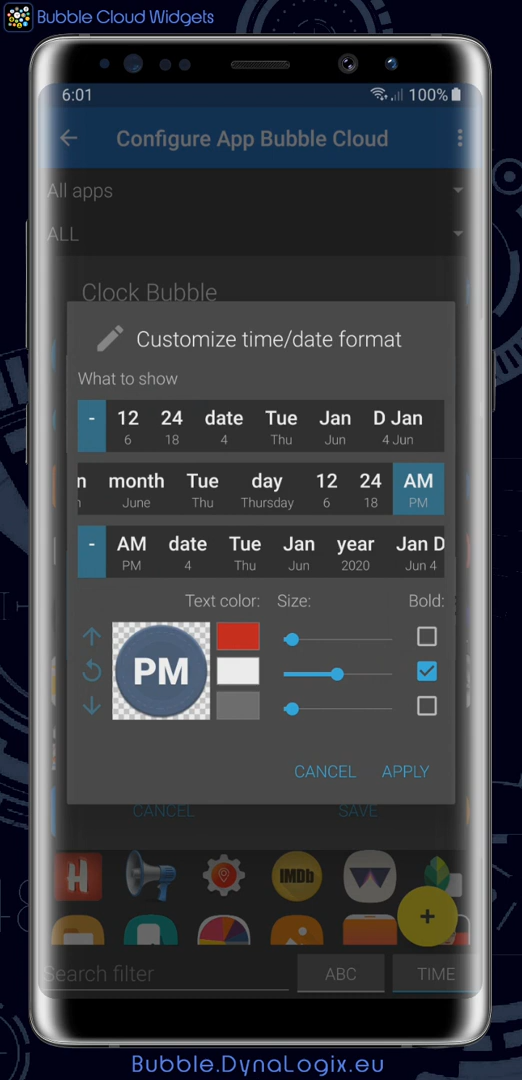 Bubble Cloud Widgets
6:01 100%
Configure App Bubble Cloud
All apps
ALL
Clock Bubble
Customize time/date format
What to show
- 12 24 date Tue Jan D Jan
6 18 4 Thu Jun 4 Jun
month Tue day 12 24 AM
June Thu Thursday 6 18 PM
- AM date Tue Jan year Jan D
PM 4 Thu Jun 2020 Jun 4
Text color: Size: Bold:
PM
CANCEL APPLY
CANCEL SAVE
H IMDb
+
Search filter ABC TIME
Bubble.DynaLogix.eu